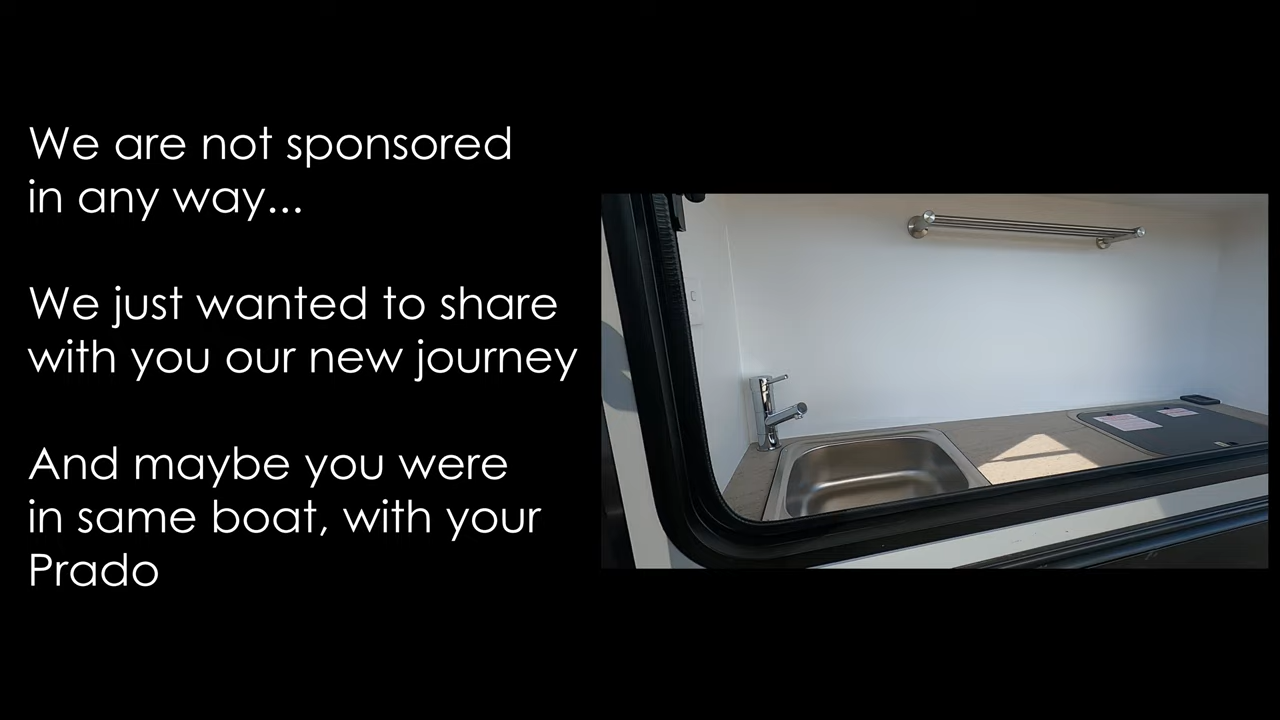 We are not sponsored
in any way...
We just wanted to share
with you our new journey
And maybe you were
in same boat, with your
Prado